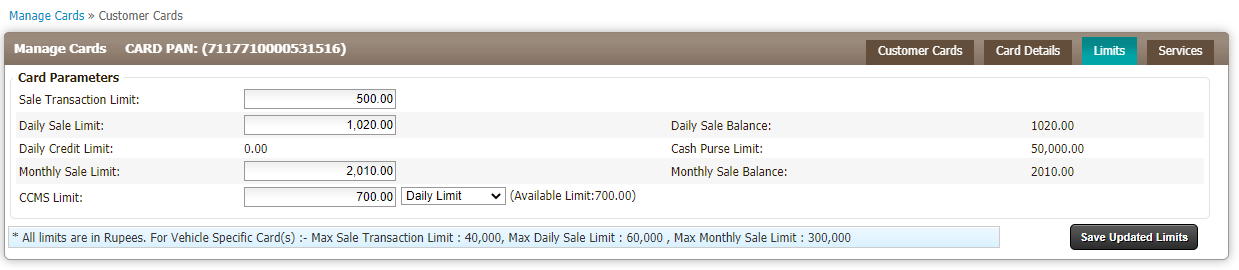 Manage Cards » Customer Cards
Manage Cards CARD PAN: (7117710000531516) Customer Cards Card Details Limits Services
Card Parameters
Sale Transaction Limit: 500.00
Daily Sale Limit: 1,020.00 Daily Sale Balance: 1020.00
Daily Credit Limit: 0.00 Cash Purse Limit: 50,000.00
Monthly Sale Limit: 2,010.00 Monthly Sale Balance: 2010.00
CCMS Limit: 700.00 Daily Limit (Available Limit:700.00)
* All limits are in Rupees. For Vehicle Specific Card(s) :- Max Sale Transaction Limit : 40,000, Max Daily Sale Limit : 60,000 , Max Monthly Sale Limit : 300,000 Save Updated Limits